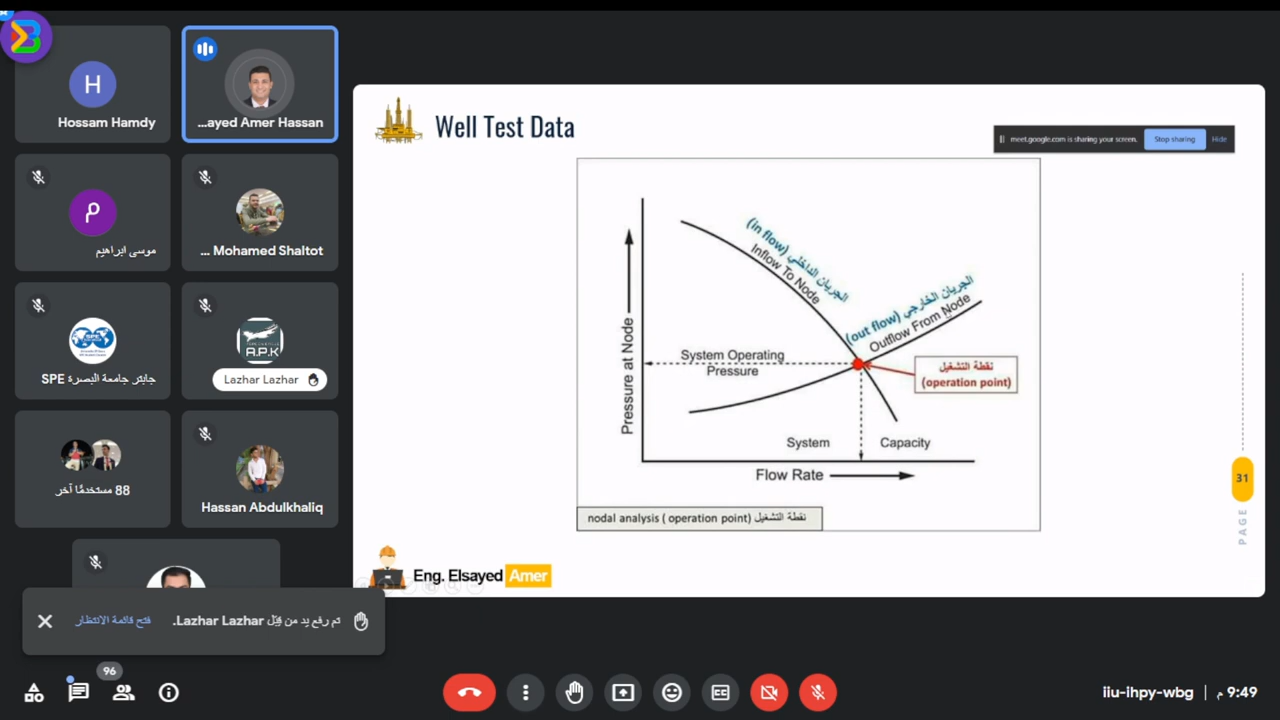 H
Hossam Hamdy
...ayed Amer Hassan
م
موسى ابراهيم
... Mohamed Shaltot
SPE
SPE جابتر جامعة البصرة
A.P.K
Lazhar Lazhar
88 مستخدمًا آخر
Hassan Abdulkhaliq
Well Test Data
meet.google.com is sharing your screen.
Stop sharing
Hide
الجريان الداخلي (in flow)
Inflow To Node
الجريان الخارجي (out flow)
Outflow From Node
Pressure at Node
System Operating
Pressure
نقطة التشغيل
(operation point)
System
Capacity
Flow Rate
nodal analysis ( operation point) نقطة التشغيل
31
PAGE
Eng. Elsayed Amer
تم رفع يد من قِبَل Lazhar Lazhar.
فتح قائمة الانتظار
96
CC
iiu-ihpy-wbg | 9:49 م